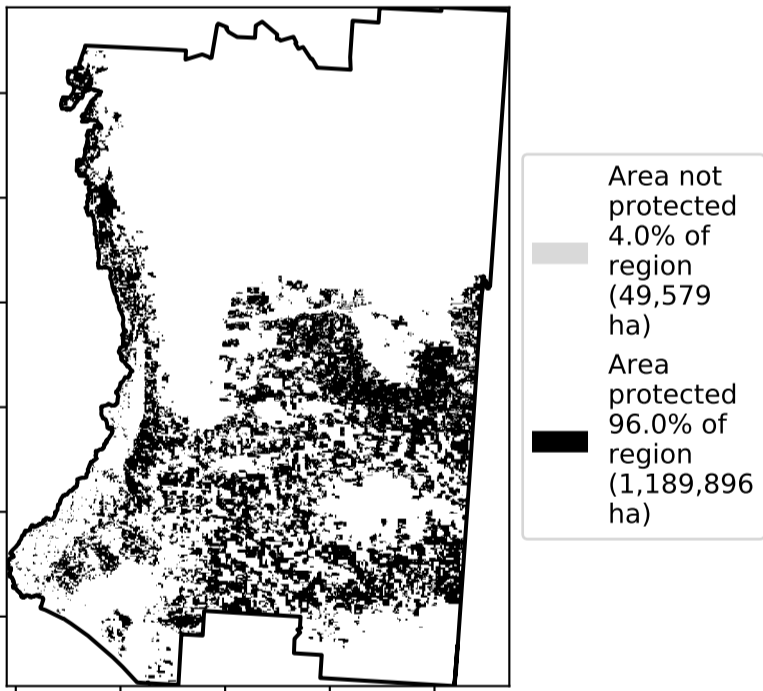 Area not
protected
4.0% of
region
(49,579
ha)
Area
protected
96.0% of
region
(1,189,896
ha)